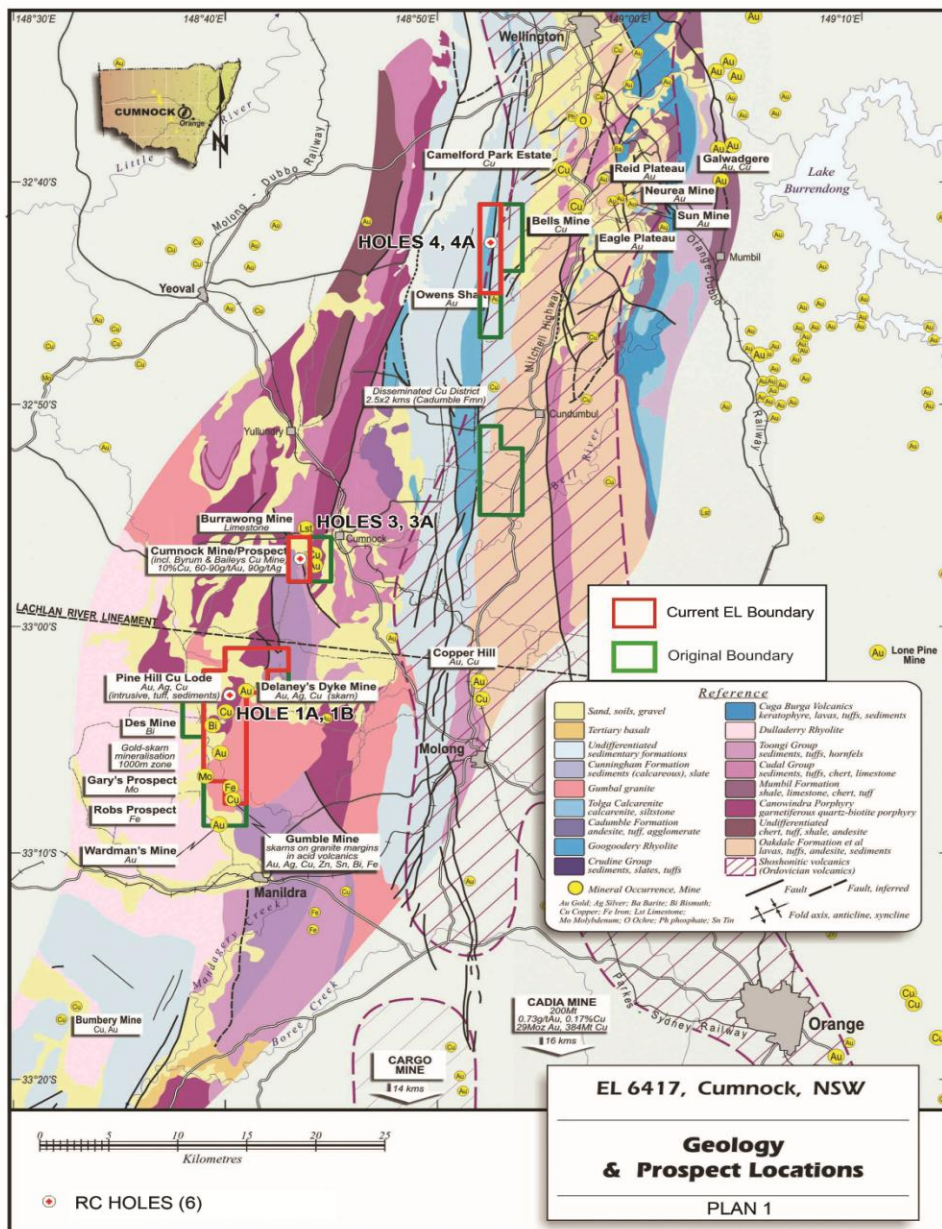 148°30'E
148°40'E
148°50'E
149°00'E
149°10'E
Wellington
CUMNOCK
Orange
N
Little River
Molong - Dubbo Railway
32°40'S
Camelford Park Estate
Cu
Reid Plateau
Au
Galwadgere
Au, Cu
Neurea Mine
Au
Sun Mine
Au
Lake
Burrendong
Bells Mine
Cu
Eagle Plateau
Au
Mumbil
Orange-Dubbo
Railway
HOLES 4, 4A
Yeoval
Owens Shaft
Au
Mitchell Highway
Disseminated Cu District
2.5x2 kms (Cadumble Fmn)
32°50'S
Cundumbul
Yullundry
Bell River
Burrawong Mine
Limestone
HOLES 3, 3A
Cumnock
Cumnock Mine/Prospect
(incl. Byrum & Baileys Cu Mine)
10%Cu, 60-90g/tAu, 90g/tAg
LACHLAN RIVER LINEAMENT
33°00'S
Current EL Boundary
Original Boundary
Lone Pine
Mine
Copper Hill
Au, Cu
Pine Hill Cu Lode
Au, Ag, Cu
(intrusive, tuff, sediments)
Delaney's Dyke Mine
Au, Ag, Cu (skarn)
HOLE 1A, 1B
Des Mine
Bi
Gold-skarn
mineralisation
1000m zone
Molong
Gary's Prospect
Mo
Robs Prospect
Fe
Wardman's Mine
Au
33°10'S
Gumble Mine
skarns on granite margins
in acid volcanics
Au, Ag, Cu, Zn, Sn, Bi, Fe
Manildra
Mandagery Creek
Reference
Sand, soils, gravel
Tertiary basalt
Undifferentiated
sedimentary formations
Cunningham Formation
sediments (calcareous), slate
Gumbal granite
Tolga Calcarenite
calcarenite, siltstone
Cadumble Formation
andesite, tuff, agglomerate
Googoodery Rhyolite
Crudine Group
sediments, slates, tuffs
Mineral Occurrence, Mine
Au Gold; Ag Silver; Ba Barite; Bi Bismuth;
Cu Copper; Fe Iron; Lst Limestone;
Mo Molybdenum; O Ochre; Ph phosphate; Sn Tin
Cuga Burga Volcanics
keratophyre, lavas, tuffs, sediments
Dulladerry Rhyolite
Toongi Group
sediments, tuffs, hornfels
Cudal Group
sediments, tuffs, chert, limestone
Mumbil Formation
shale, limestone, chert, tuff
Canowindra Porphyry
garnetiferous quartz-biotite porphyry
Undifferentiated
chert, tuff, shale, andesite
Oakdale Formation et al
lavas, tuffs, andesite, sediments
Shoshonitic volcanics
(Ordovician volcanics)
Fault
Fault, inferred
Fold axis, anticline, syncline
Boree Creek
Bumbery Mine
Cu, Au
CADIA MINE
200Mt
0.73g/tAu, 0.17%Cu
29Moz Au, 384Mt Cu
16 kms
Parkes - Sydney Railway
Orange
CARGO
MINE
14 kms
33°20'S
EL 6417, Cumnock, NSW
Geology
& Prospect Locations
PLAN 1
0 5 10 15 20 25
Kilometres
RC HOLES (6)